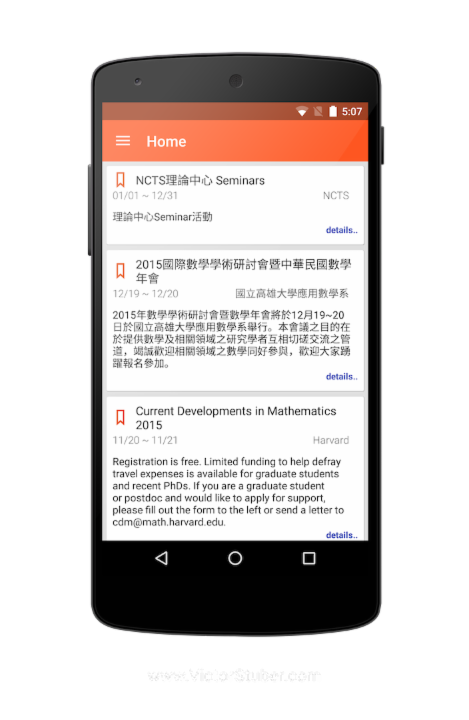 5:07
Home
NCTS理論中心 Seminars
01/01 ~ 12/31 NCTS
理論中心Seminar活動
details..
2015國際數學學術研討會暨中華民國數學
年會
12/19 ~ 12/20 國立高雄大學應用數學系
2015年數學學術研討會暨數學年會將於12月19~20
日於國立高雄大學應用數學系舉行。本會議之目的在
於提供數學及相關領域之研究學者互相切磋交流之管
道，竭誠歡迎相關領域之數學同好參與，歡迎大家踴
躍報名參加。
details..
Current Developments in Mathematics
2015
11/20 ~ 11/21 Harvard
Registration is free. Limited funding to help defray
travel expenses is available for graduate students
and recent PhDs. If you are a graduate student
or postdoc and would like to apply for support,
please fill out the form to the left or send a letter to
cdm@math.harvard.edu.
details..
www.VictorStuber.com